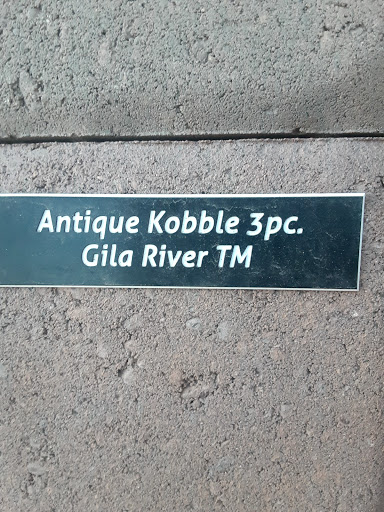 Antique Kobble 3pc.
Gila River TM